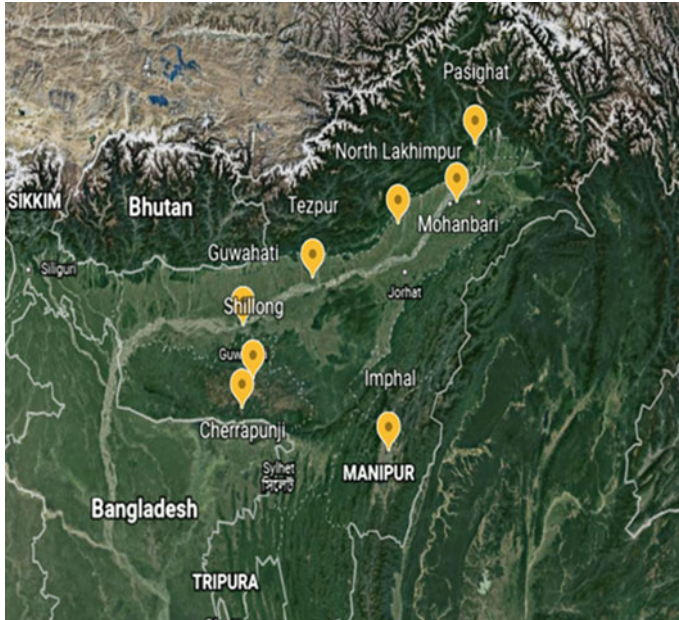 Pasighat
North Lakhimpur
SIKKIM
Bhutan
Tezpur
Mohanbari
Guwahati
Siliguri
Jorhat
Shillong
Imphal
Cherrapunji
Sylhet
সিলেট
MANIPUR
Bangladesh
TRIPURA